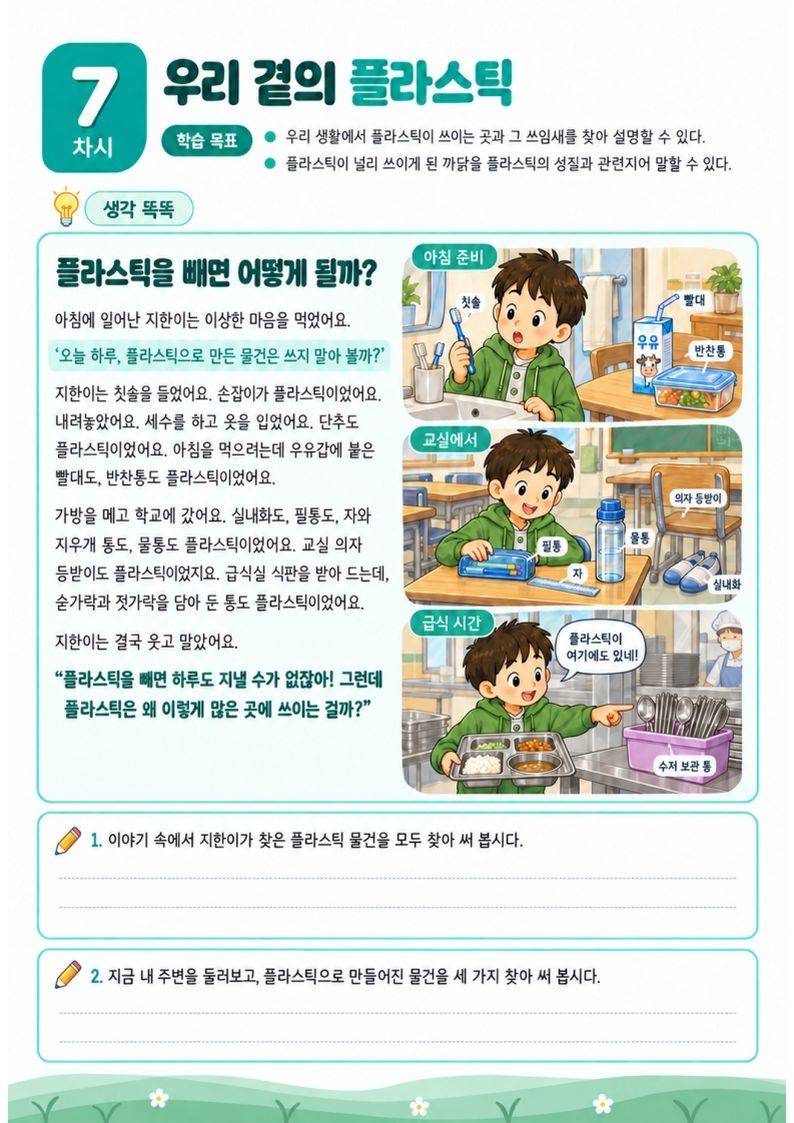 7
차시
우리 곁의 플라스틱
학습 목표
● 우리 생활에서 플라스틱이 쓰이는 곳과 그 쓰임새를 찾아 설명할 수 있다.
● 플라스틱이 널리 쓰이게 된 까닭을 플라스틱의 성질과 관련지어 말할 수 있다.
생각 똑똑
플라스틱을 빼면 어떻게 될까?
아침에 일어난 지한이는 이상한 마음을 먹었어요.
‘오늘 하루, 플라스틱으로 만든 물건은 쓰지 말아 볼까?’
지한이는 칫솔을 들었어요. 손잡이가 플라스틱이었어요.
내려놓았어요. 세수를 하고 옷을 입었어요. 단추도
플라스틱이었어요. 아침을 먹으려는데 우유갑에 붙은
빨대도, 반찬통도 플라스틱이었어요.
가방을 메고 학교에 갔어요. 실내화도, 필통도, 자와
지우개 통도, 물통도 플라스틱이었어요. 교실 의자
등받이도 플라스틱이었지요. 급식실 식판을 받아 드는데,
숟가락과 젓가락을 담아 둔 통도 플라스틱이었어요.
지한이는 결국 웃고 말았어요.
“플라스틱을 빼면 하루도 지낼 수가 없잖아! 그런데
플라스틱은 왜 이렇게 많은 곳에 쓰이는 걸까?”
아침 준비
칫솔
빨대
우유
반찬통
교실에서
의자 등받이
필통
물통
자
실내화
급식 시간
플라스틱이
여기에도 있네!
수저 보관 통
1. 이야기 속에서 지한이가 찾은 플라스틱 물건을 모두 찾아 써 봅시다.
2. 지금 내 주변을 둘러보고, 플라스틱으로 만들어진 물건을 세 가지 찾아 써 봅시다.